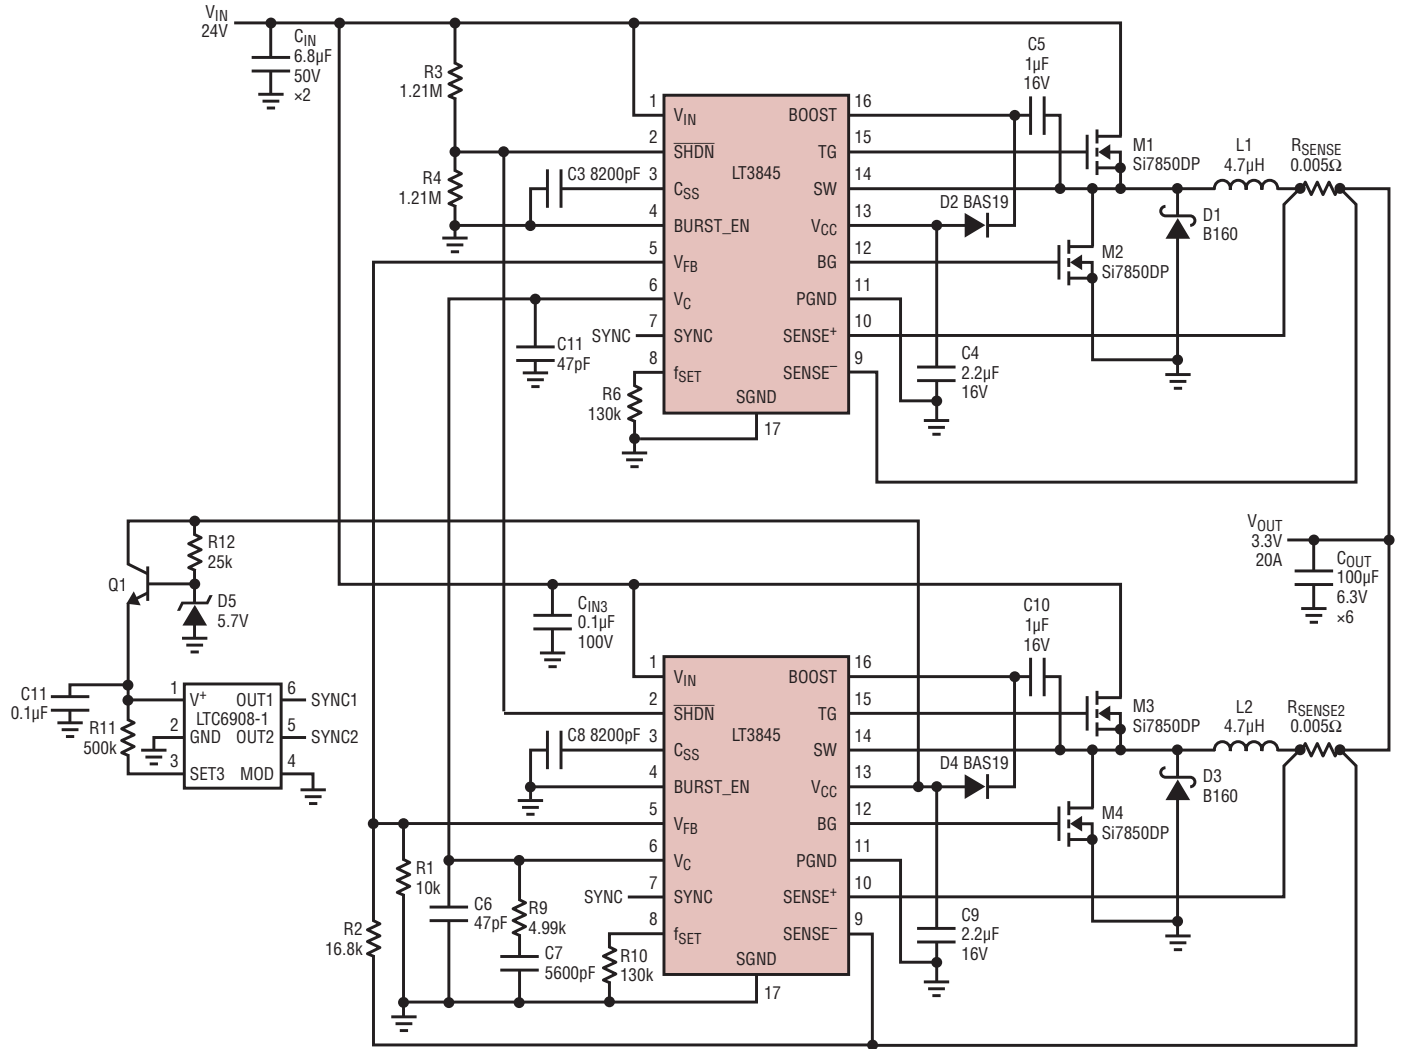 VIN
24V
CIN
6.8µF
50V
×2
R3
1.21M
R4
1.21M
C3 8200pF
C11
47pF
SYNC
R6
130k
1
2
3
4
5
6
7
8
VIN
SHDN
CSS
BURST_EN
VFB
VC
SYNC
fSET
LT3845
SGND
17
BOOST
TG
SW
VCC
BG
PGND
SENSE+
SENSE–
16
15
14
13
12
11
10
9
C5
1µF
16V
D2 BAS19
M1
Si7850DP
M2
Si7850DP
L1
4.7µH
RSENSE
0.005Ω
D1
B160
C4
2.2µF
16V
VOUT
3.3V
20A
COUT
100µF
6.3V
×6
R12
25k
Q1
D5
5.7V
C11
0.1µF
R11
500k
1
2
3
V+
GND
SET3
LTC6908-1
OUT1
OUT2
MOD
6
5
4
SYNC1
SYNC2
CIN3
0.1µF
100V
C8 8200pF
SYNC
R1
10k
R2
16.8k
C6
47pF
R9
4.99k
C7
5600pF
R10
130k
1
2
3
4
5
6
7
8
VIN
SHDN
CSS
BURST_EN
VFB
VC
SYNC
fSET
LT3845
SGND
17
BOOST
TG
SW
VCC
BG
PGND
SENSE+
SENSE–
16
15
14
13
12
11
10
9
C10
1µF
16V
D4 BAS19
M3
Si7850DP
M4
Si7850DP
L2
4.7µH
RSENSE2
0.005Ω
D3
B160
C9
2.2µF
16V